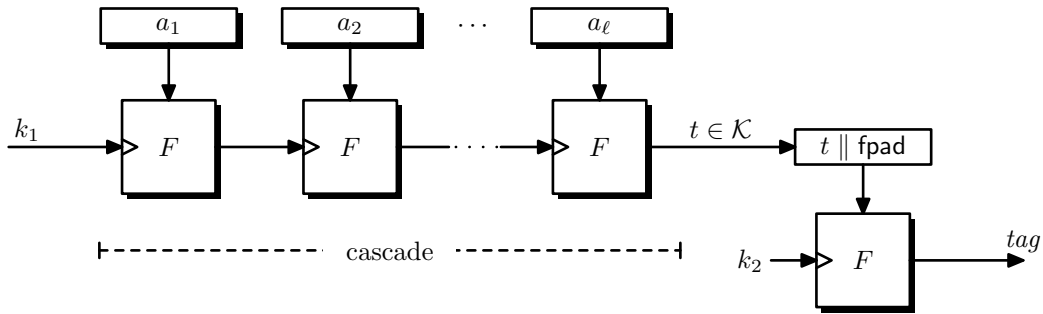 a₁ a₂ ⋯ a_ℓ
k₁ F F ⋯⋯ F t ∈ 𝒦 t ∥ fpad
cascade
k₂ F tag